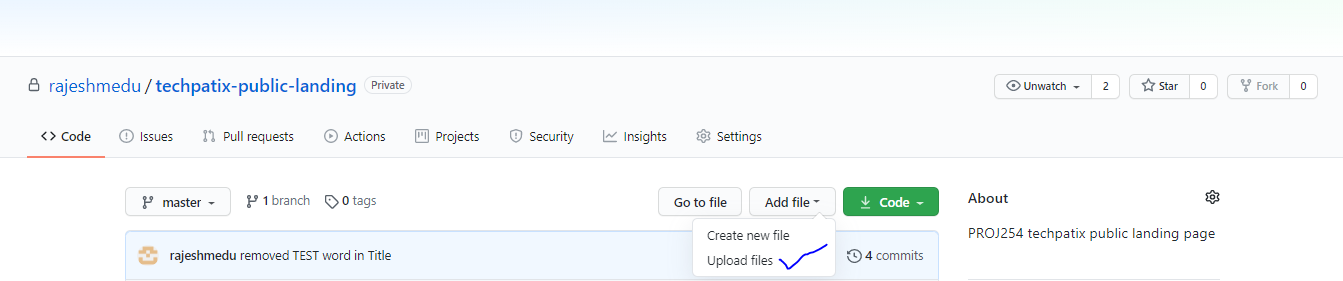 rajeshmedu / techpatix-public-landing Private
Unwatch 2 Star 0 Fork 0
Code Issues Pull requests Actions Projects Security Insights Settings
master 1 branch 0 tags Go to file Add file Code
Create new file
Upload files
rajeshmedu removed TEST word in Title 4 commits
About
PROJ254 techpatix public landing page